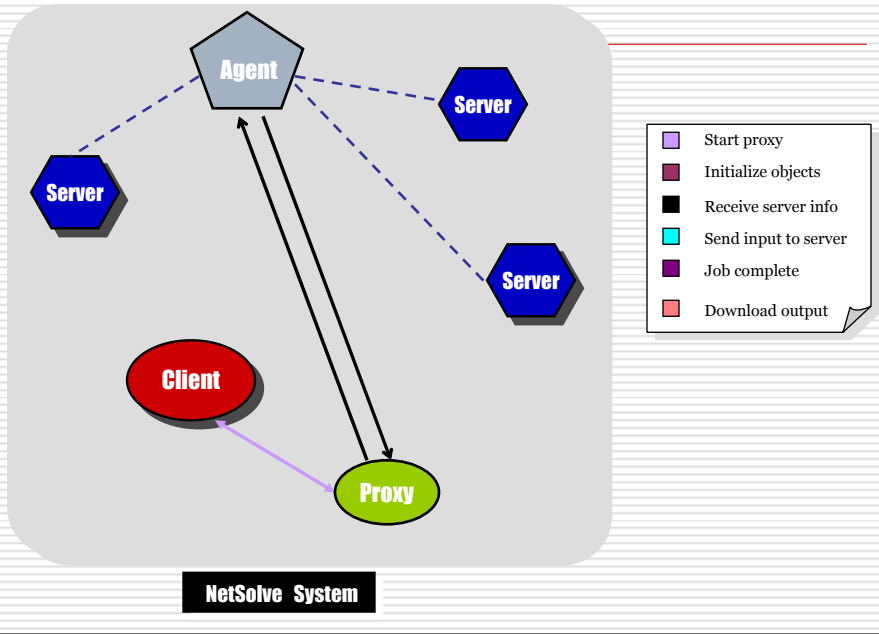 Agent
Server
Server
Server
Client
Proxy
NetSolve System
Start proxy
Initialize objects
Receive server info
Send input to server
Job complete
Download output